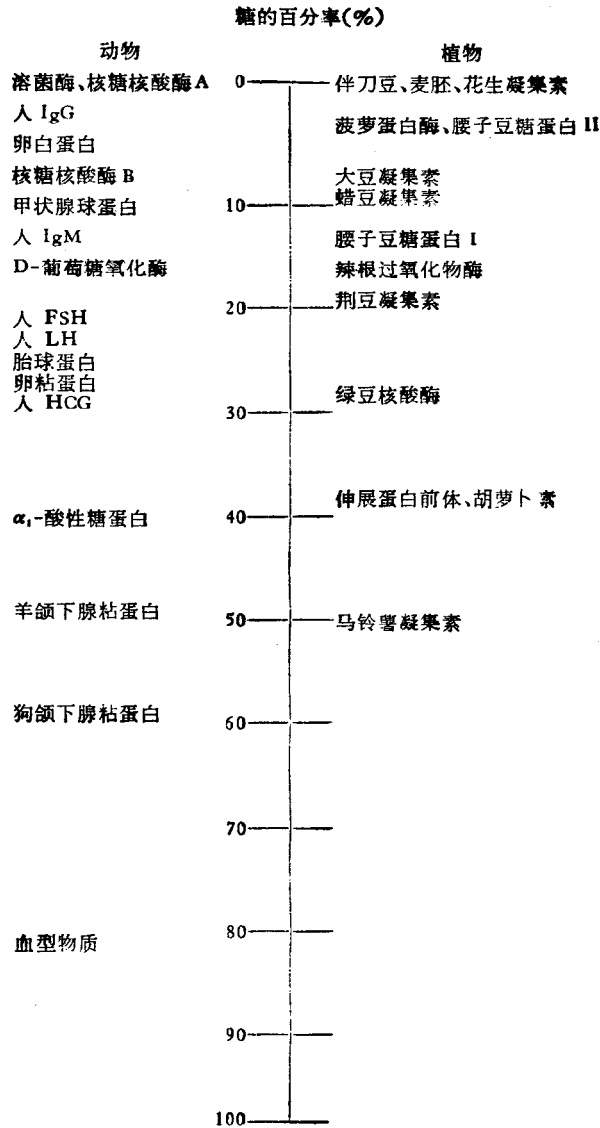 糖的百分率(%)
动物 植物
溶菌酶、核糖核酸酶A 0 伴刀豆、麦胚、花生凝集素
人 IgG
菠萝蛋白酶、腰子豆糖蛋白 II
卵白蛋白
核糖核酸酶 B 大豆凝集素
蜡豆凝集素
甲状腺球蛋白 10
人 IgM 腰子豆糖蛋白 I
D-葡萄糖氧化酶 辣根过氧化物酶
荆豆凝集素
20
人 FSH
人 LH
胎球蛋白
卵粘蛋白
绿豆核酸酶
人 HCG
30
伸展蛋白前体、胡萝卜素
α₁-酸性糖蛋白 40
羊颌下腺粘蛋白
50 马铃薯凝集素
狗颌下腺粘蛋白
60
70
80
血型物质
90
100